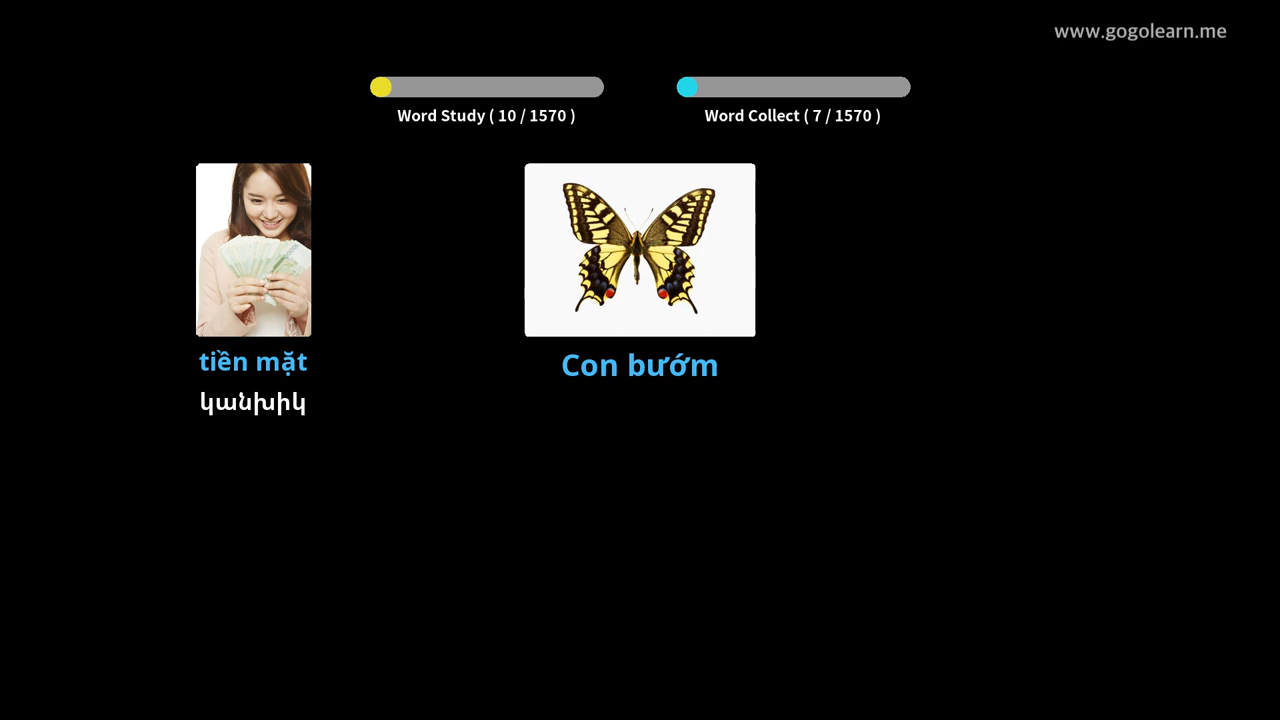 www.gogolearn.me
Word Study ( 10 / 1570 )
Word Collect ( 7 / 1570 )
tiền mặt
կանխիկ
Con bướm